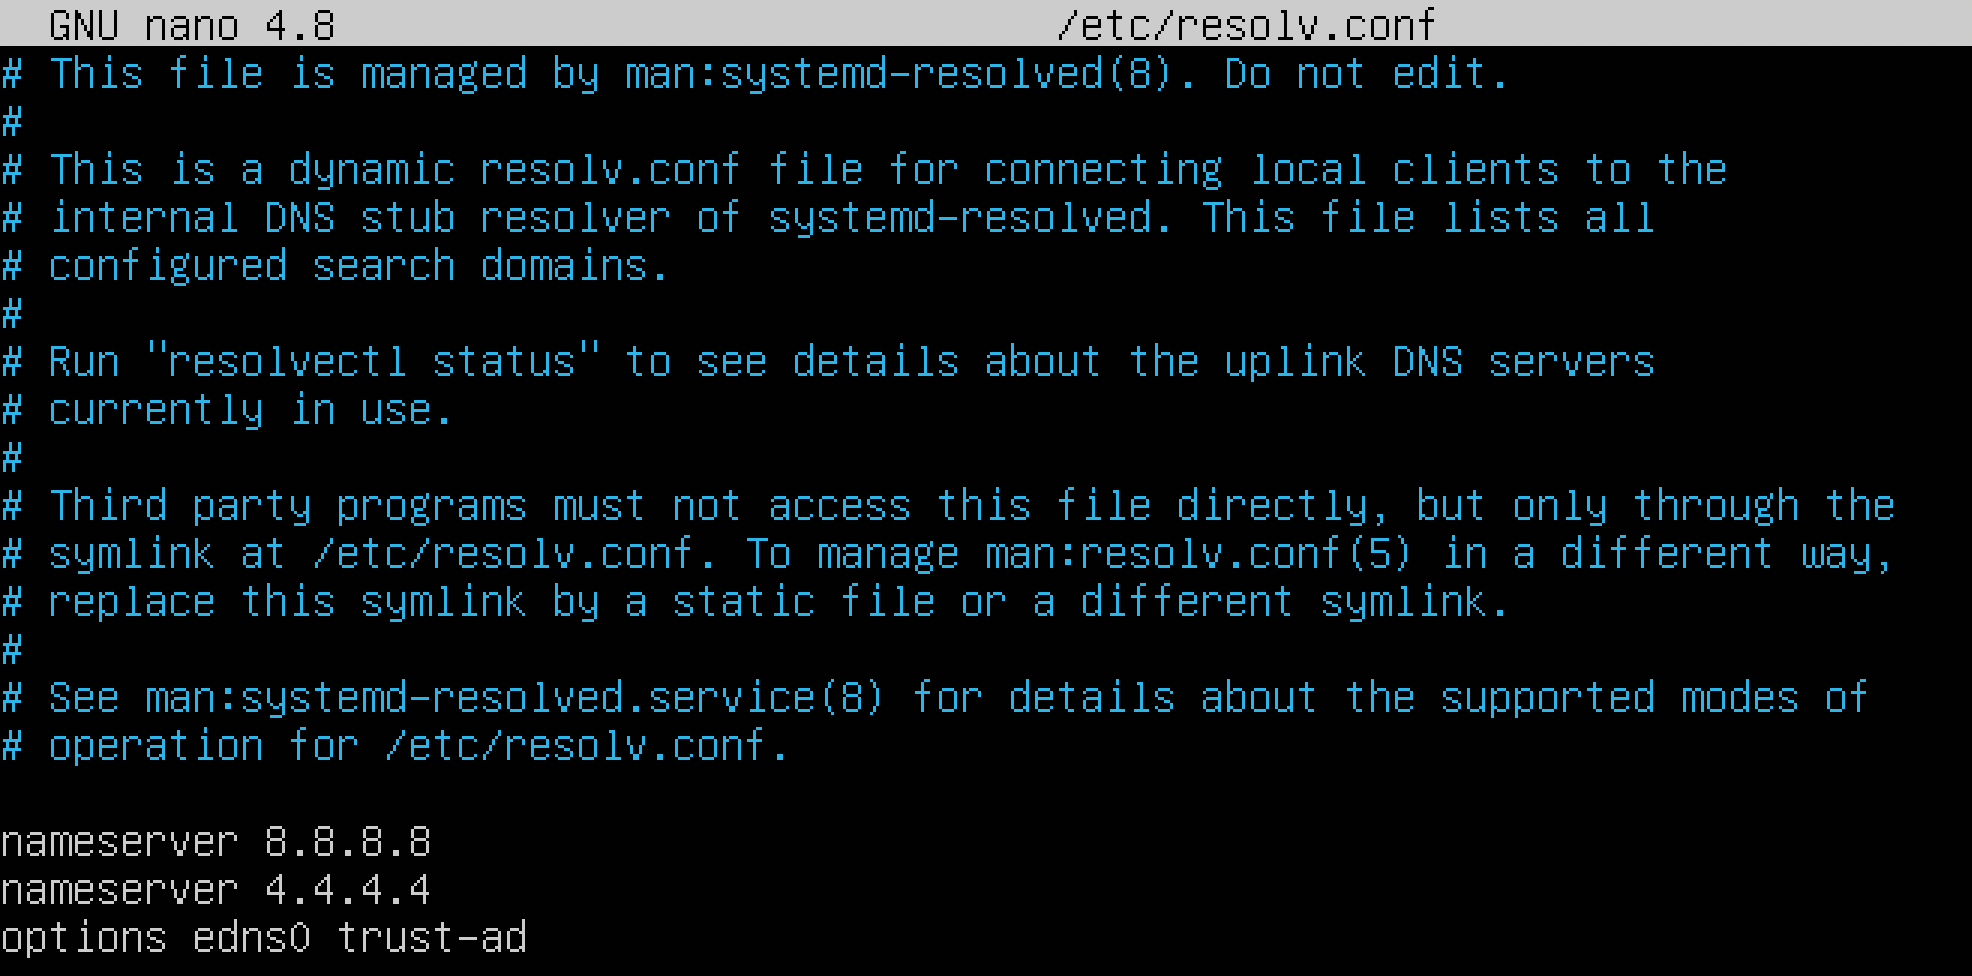 GNU nano 4.8 /etc/resolv.conf
# This file is managed by man:systemd-resolved(8). Do not edit.
#
# This is a dynamic resolv.conf file for connecting local clients to the
# internal DNS stub resolver of systemd-resolved. This file lists all
# configured search domains.
#
# Run "resolvectl status" to see details about the uplink DNS servers
# currently in use.
#
# Third party programs must not access this file directly, but only through the
# symlink at /etc/resolv.conf. To manage man:resolv.conf(5) in a different way,
# replace this symlink by a static file or a different symlink.
#
# See man:systemd-resolved.service(8) for details about the supported modes of
# operation for /etc/resolv.conf.
nameserver 8.8.8.8
nameserver 4.4.4.4
options edns0 trust-ad